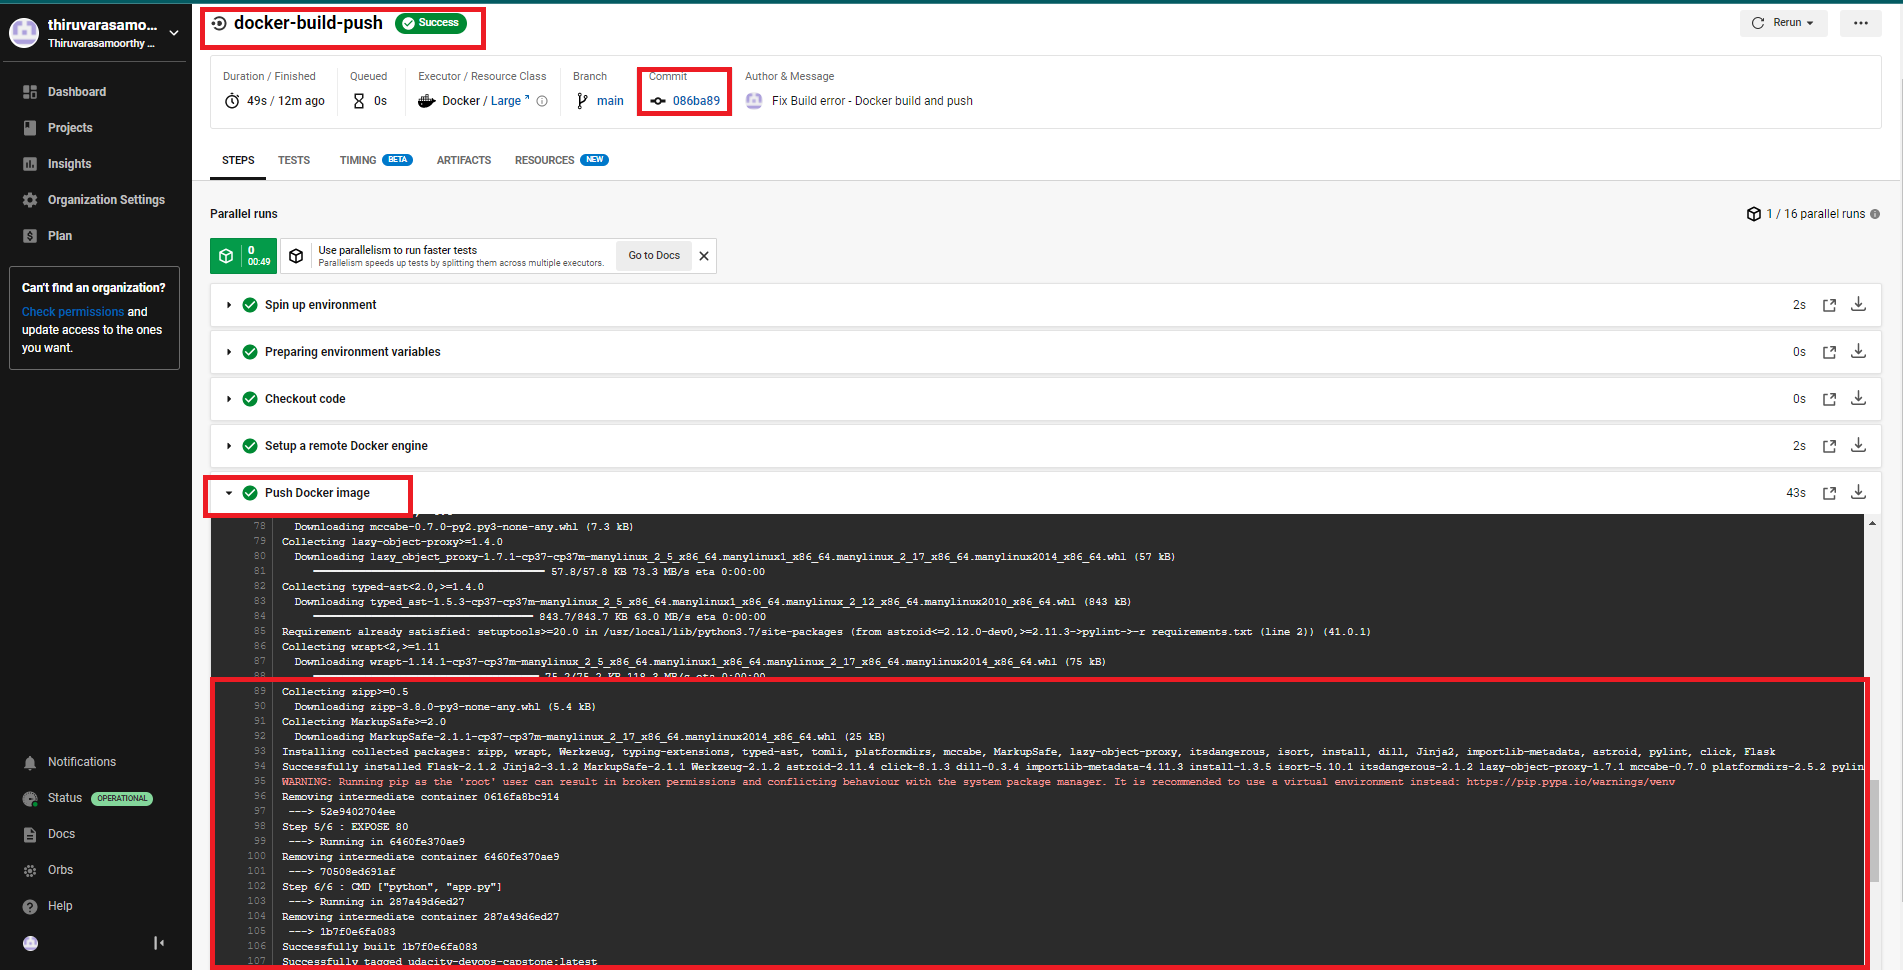 thiruvarasamo...
Thiruvarasamoorthy ...
Dashboard
Projects
Insights
Organization Settings
Plan
Can't find an organization?
Check permissions and
update access to the ones
you want.
Notifications
Status OPERATIONAL
Docs
Orbs
Help
docker-build-push Success
Rerun
Duration / Finished Queued Executor / Resource Class Branch Commit Author & Message
49s / 12m ago 0s Docker / Large main 086ba89 Fix Build error - Docker build and push
STEPS TESTS TIMING BETA ARTIFACTS RESOURCES NEW
Parallel runs
1 / 16 parallel runs
0
00:49
Use parallelism to run faster tests
Parallelism speeds up tests by splitting them across multiple executors.
Go to Docs
Spin up environment 2s
Preparing environment variables 0s
Checkout code 0s
Setup a remote Docker engine 2s
Push Docker image 43s
78 Downloading mccabe-0.7.0-py2.py3-none-any.whl (7.3 kB)
79 Collecting lazy-object-proxy>=1.4.0
80 Downloading lazy_object_proxy-1.7.1-cp37-cp37m-manylinux_2_5_x86_64.manylinux1_x86_64.manylinux_2_17_x86_64.manylinux2014_x86_64.whl (57 kB)
81 57.8/57.8 KB 73.3 MB/s eta 0:00:00
82 Collecting typed-ast<2.0,>=1.4.0
83 Downloading typed_ast-1.5.3-cp37-cp37m-manylinux_2_5_x86_64.manylinux1_x86_64.manylinux_2_12_x86_64.manylinux2010_x86_64.whl (843 kB)
84 843.7/843.7 KB 63.0 MB/s eta 0:00:00
85 Requirement already satisfied: setuptools>=20.0 in /usr/local/lib/python3.7/site-packages (from astroid<=2.12.0-dev0,>=2.11.3->pylint->-r requirements.txt (line 2)) (41.0.1)
86 Collecting wrapt<2,>=1.11
87 Downloading wrapt-1.14.1-cp37-cp37m-manylinux_2_5_x86_64.manylinux1_x86_64.manylinux_2_17_x86_64.manylinux2014_x86_64.whl (75 kB)
88 75.2/75.2 KB 118.3 MB/s eta 0:00:00
89 Collecting zipp>=0.5
90 Downloading zipp-3.8.0-py3-none-any.whl (5.4 kB)
91 Collecting MarkupSafe>=2.0
92 Downloading MarkupSafe-2.1.1-cp37-cp37m-manylinux_2_17_x86_64.manylinux2014_x86_64.whl (25 kB)
93 Installing collected packages: zipp, wrapt, Werkzeug, typing-extensions, typed-ast, tomli, platformdirs, mccabe, MarkupSafe, lazy-object-proxy, itsdangerous, isort, install, dill, Jinja2, importlib-metadata, astroid, pylint, click, Flask
94 Successfully installed Flask-2.1.2 Jinja2-3.1.2 MarkupSafe-2.1.1 Werkzeug-2.1.2 astroid-2.11.4 click-8.1.3 dill-0.3.4 importlib-metadata-4.11.3 install-1.3.5 isort-5.10.1 itsdangerous-2.1.2 lazy-object-proxy-1.7.1 mccabe-0.7.0 platformdirs-2.5.2 pylin
95 WARNING: Running pip as the 'root' user can result in broken permissions and conflicting behaviour with the system package manager. It is recommended to use a virtual environment instead: https://pip.pypa.io/warnings/venv
96 Removing intermediate container 0616fa8bc914
97 ---> 52e9402704ee
98 Step 5/6 : EXPOSE 80
99 ---> Running in 6460fe370ae9
100 Removing intermediate container 6460fe370ae9
101 ---> 70508ed691af
102 Step 6/6 : CMD ["python", "app.py"]
103 ---> Running in 287a49d6ed27
104 Removing intermediate container 287a49d6ed27
105 ---> 1b7f0e6fa083
106 Successfully built 1b7f0e6fa083
107 Successfully tagged udacity-devops-capstone:latest